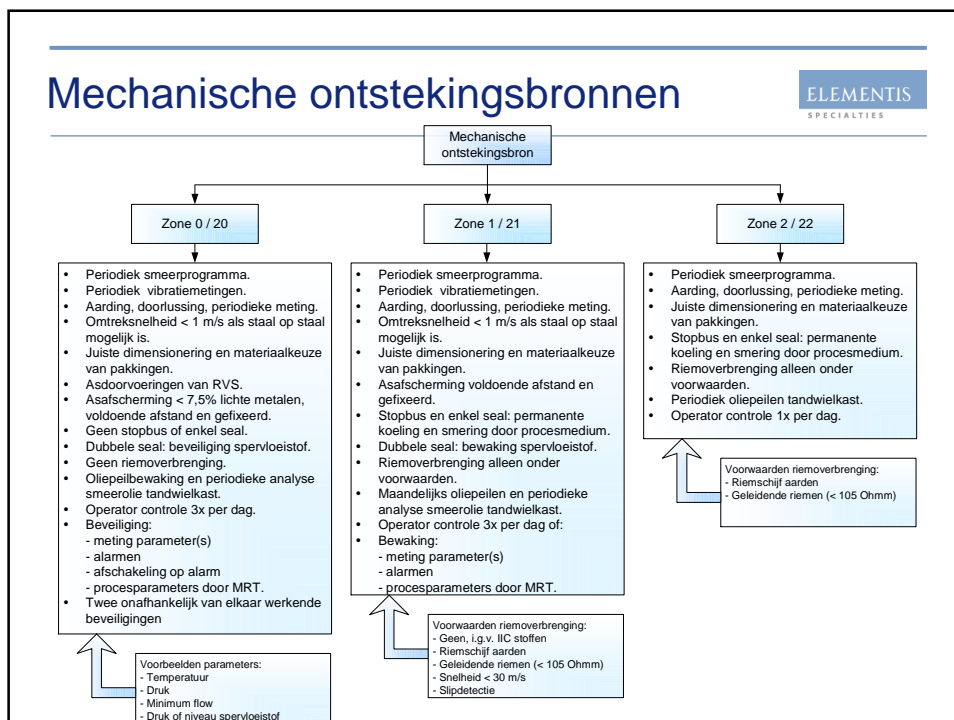 Mechanische ontstekingsbronnen
ELEMENTIS
SPECIALTIES
Mechanische
ontstekingsbron
Zone 0 / 20
Zone 1 / 21
Zone 2 / 22
• Periodiek smeerprogramma.
• Periodiek vibratiemetingen.
• Aarding, doorlussing, periodieke meting.
• Omtreksnelheid < 1 m/s als staal op staal
mogelijk is.
• Juiste dimensionering en materiaalkeuze
van pakkingen.
• Asdoorvoeringen van RVS.
• Asafscherming < 7,5% lichte metalen,
voldoende afstand en gefixeerd.
• Geen stopbus of enkel seal.
• Dubbele seal: beveiliging spervloeistof.
• Geen riemoverbrenging.
• Oliepeilbewaking en periodieke analyse
smeerolie tandwielkast.
• Operator controle 3x per dag.
• Beveiliging:
- meting parameter(s)
- alarmen
- afschakeling op alarm
- procesparameters door MRT.
• Twee onafhankelijk van elkaar werkende
beveiligingen
Voorbeelden parameters:
- Temperatuur
- Druk
- Minimum flow
- Druk of niveau spervloeistof
• Periodiek smeerprogramma.
• Periodiek vibratiemetingen.
• Aarding, doorlussing, periodieke meting.
• Omtreksnelheid < 1 m/s als staal op staal
mogelijk is.
• Juiste dimensionering en materiaalkeuze
van pakkingen.
• Asafscherming voldoende afstand en
gefixeerd.
• Stopbus en enkel seal: permanente
koeling en smering door procesmedium.
• Dubbele seal: bewaking spervloeistof.
• Riemoverbrenging alleen onder
voorwaarden.
• Maandelijks oliepeilen en periodieke
analyse smeerolie tandwielkast.
• Operator controle 3x per dag of:
• Bewaking:
- meting parameter(s)
- alarmen
- procesparameters door MRT.
Voorwaarden riemoverbrenging:
- Geen, i.g.v. IIC stoffen
- Riemschijf aarden
- Geleidende riemen (< 105 Ohmm)
- Snelheid < 30 m/s
- Slipdetectie
• Periodiek smeerprogramma.
• Aarding, doorlussing, periodieke meting.
• Juiste dimensionering en materiaalkeuze
van pakkingen.
• Stopbus en enkel seal: permanente
koeling en smering door procesmedium.
• Riemoverbrenging alleen onder
voorwaarden.
• Periodiek oliepeilen tandwielkast.
• Operator controle 1x per dag.
Voorwaarden riemoverbrenging:
- Riemschijf aarden
- Geleidende riemen (< 105 Ohmm)